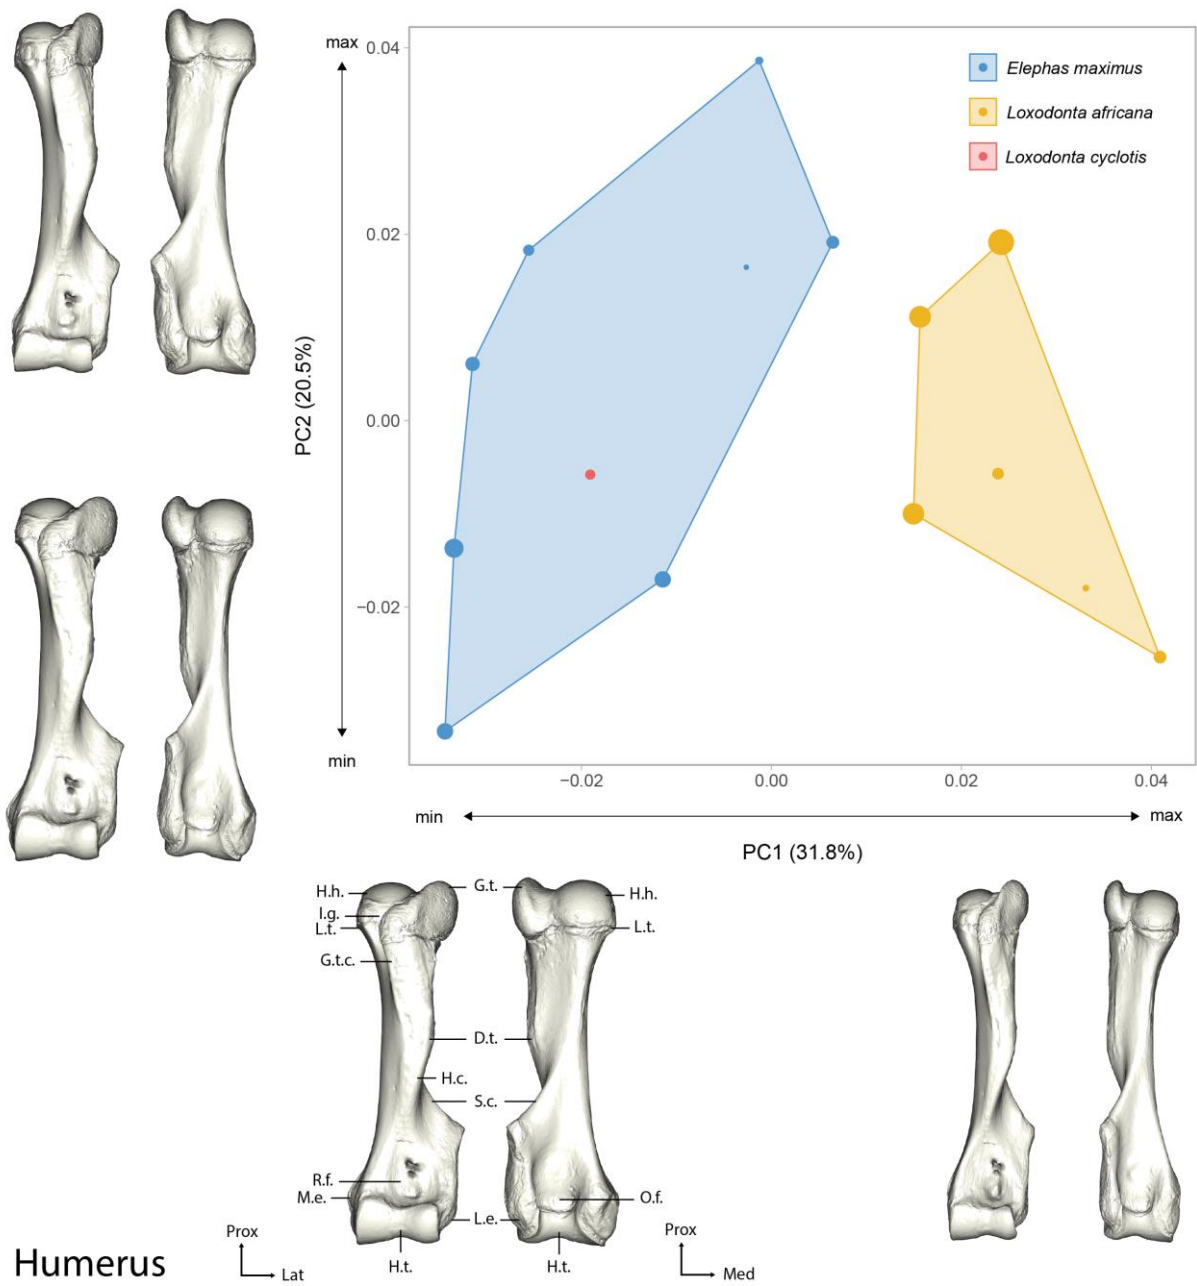 max
0.04
0.02
0.00
−0.02
min
PC2 (20.5%)
Elephas maximus
Loxodonta africana
Loxodonta cyclotis
−0.02
0.00
0.02
0.04
min
max
PC1 (31.8%)
H.h.
I.g.
L.t.
G.t.c.
G.t.
H.h.
L.t.
D.t.
H.c.
S.c.
R.f.
M.e.
L.e.
O.f.
H.t.
H.t.
Prox
Lat
Prox
Med
Humerus